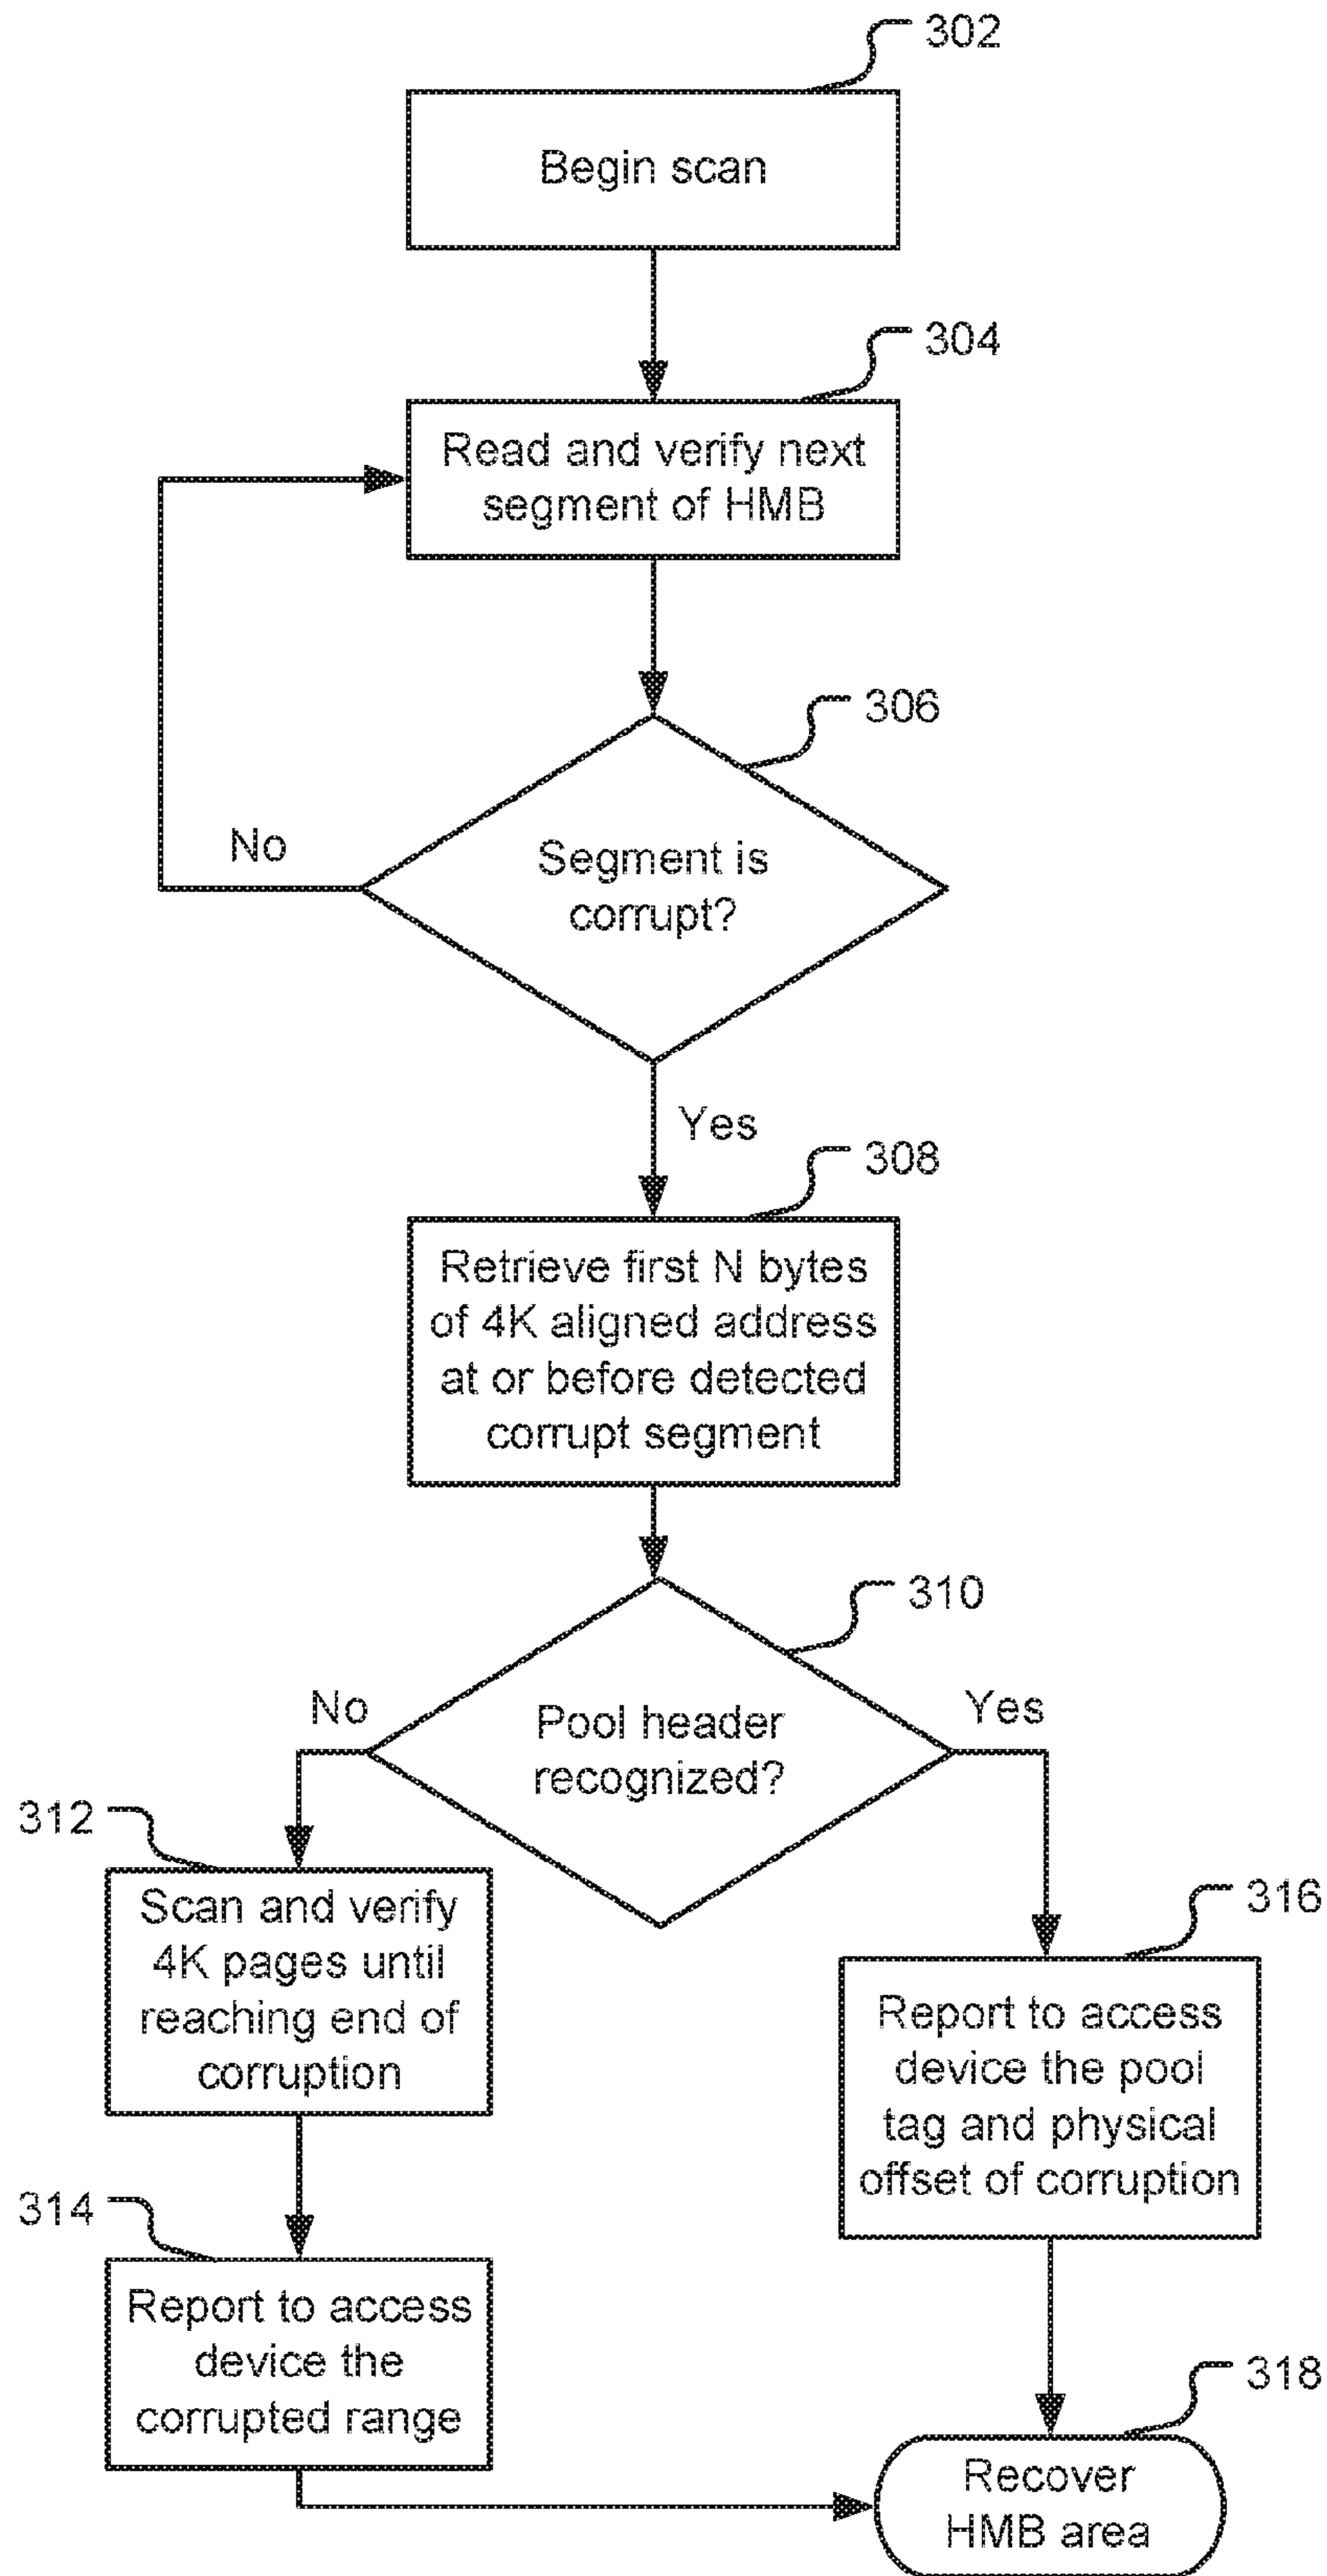 302
Begin scan
304
Read and verify next
segment of HMB
306
No
Segment is
corrupt?
Yes
308
Retrieve first N bytes
of 4K aligned address
at or before detected
corrupt segment
310
No
Yes
Pool header
recognized?
312
Scan and verify
4K pages until
reaching end of
corruption
316
Report to access
device the pool
tag and physical
offset of corruption
314
Report to access
device the
corrupted range
318
Recover
HMB area